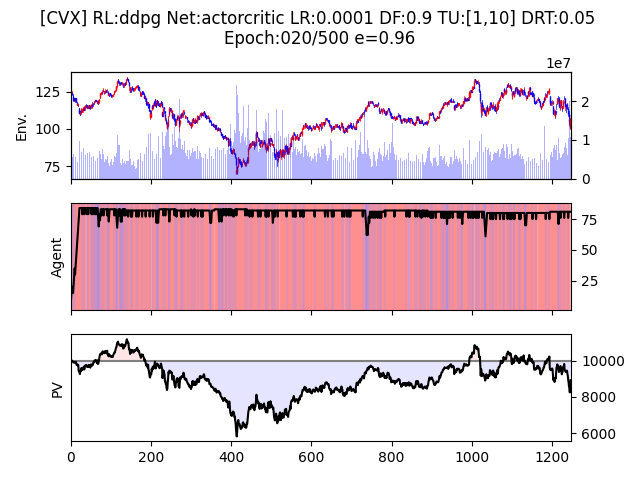 [CVX] RL:ddpg Net:actorcritic LR:0.0001 DF:0.9 TU:[1,10] DRT:0.05
Epoch:020/500 e=0.96
1e7
Env.
125
100
75
2
1
0
Agent
75
50
25
PV
10000
8000
6000
0 200 400 600 800 1000 1200